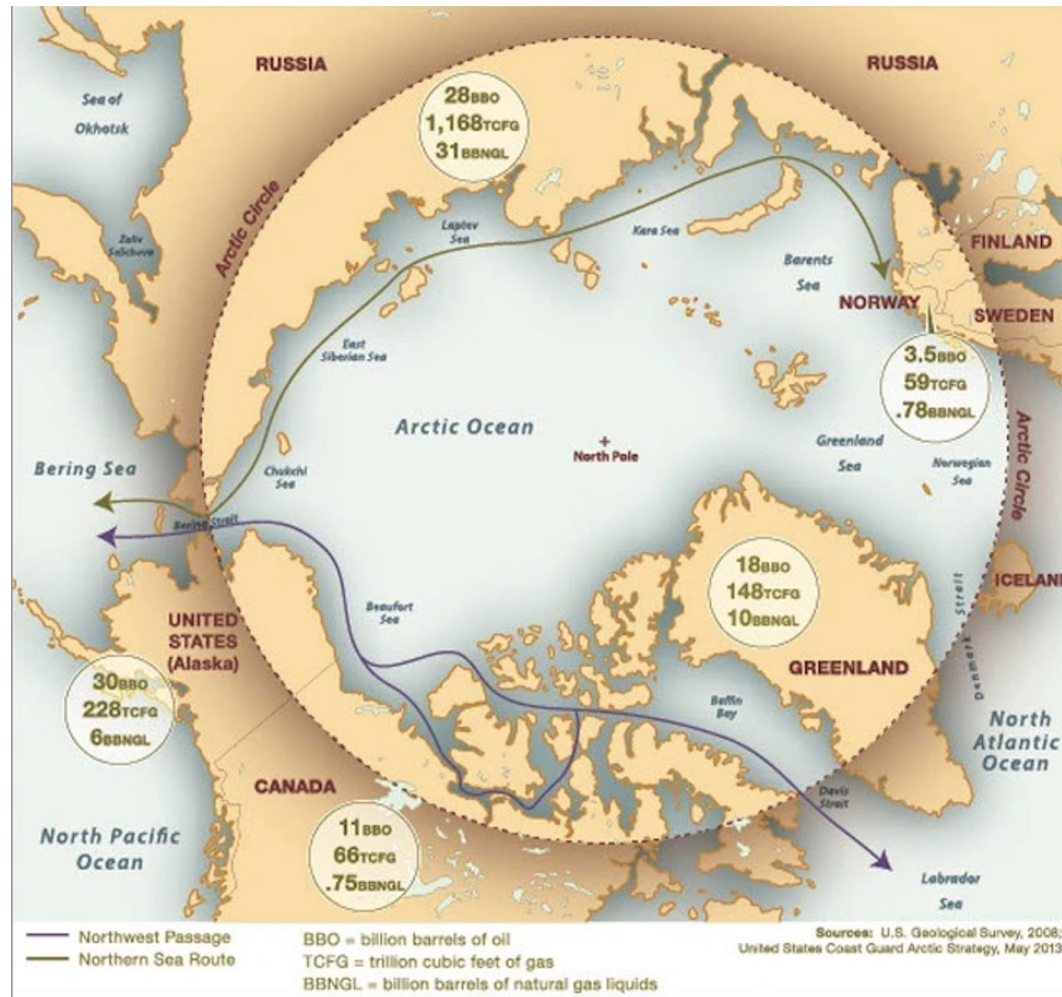 RUSSIA
RUSSIA
Sea of
Okhotsk
28BBO
1,168TCFG
31BBNGL
Arctic Circle
Laptev
Sea
Kara Sea
Barents
Sea
FINLAND
NORWAY
SWEDEN
East
Siberian Sea
3.5BBO
59TCFG
.78BBNGL
Arctic Ocean
North Pole
Greenland
Sea
Norwegian
Sea
Arctic Circle
Bering Sea
Chukchi
Sea
Bering Strait
18BBO
148TCFG
10BBNGL
ICELAND
Denmark Strait
UNITED
STATES
(Alaska)
Beaufort
Sea
GREENLAND
30BBO
228TCFG
6BBNGL
Baffin
Bay
North
Atlantic
Ocean
CANADA
Davis
Strait
North Pacific
Ocean
11BBO
66TCFG
.75BBNGL
Labrador
Sea
Northwest Passage
Northern Sea Route
BBO = billion barrels of oil
TCFG = trillion cubic feet of gas
BBNGL = billion barrels of natural gas liquids
Sources: U.S. Geological Survey, 2008;
United States Coast Guard Arctic Strategy, May 2013